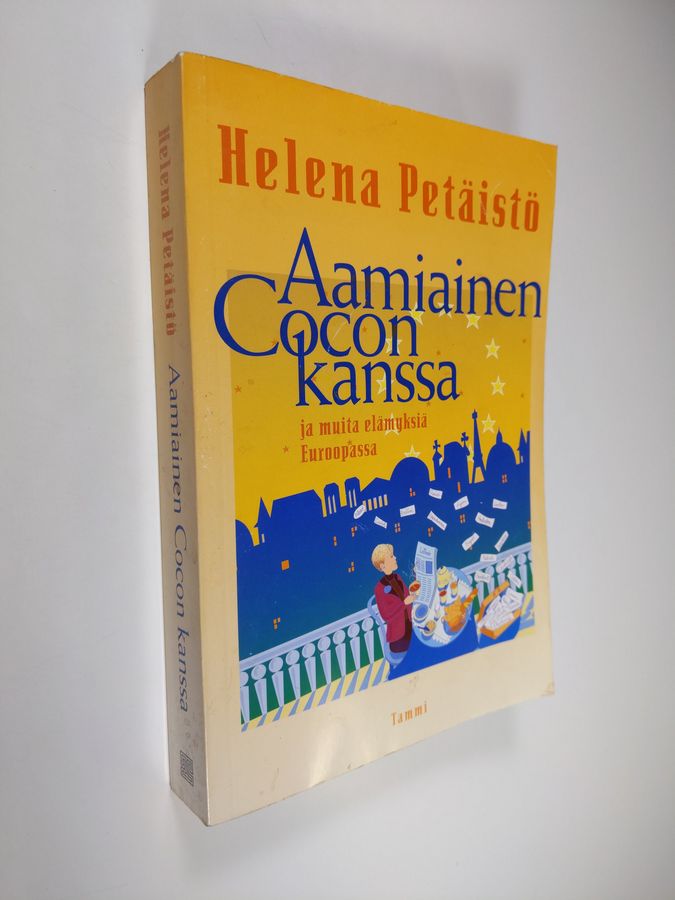 Helena Petäistö
Aamiainen
Cocon
kanssa
ja muita elämyksiä
Euroopassa
Tammi
Helena Petäistö
Aamiainen Cocon kanssa